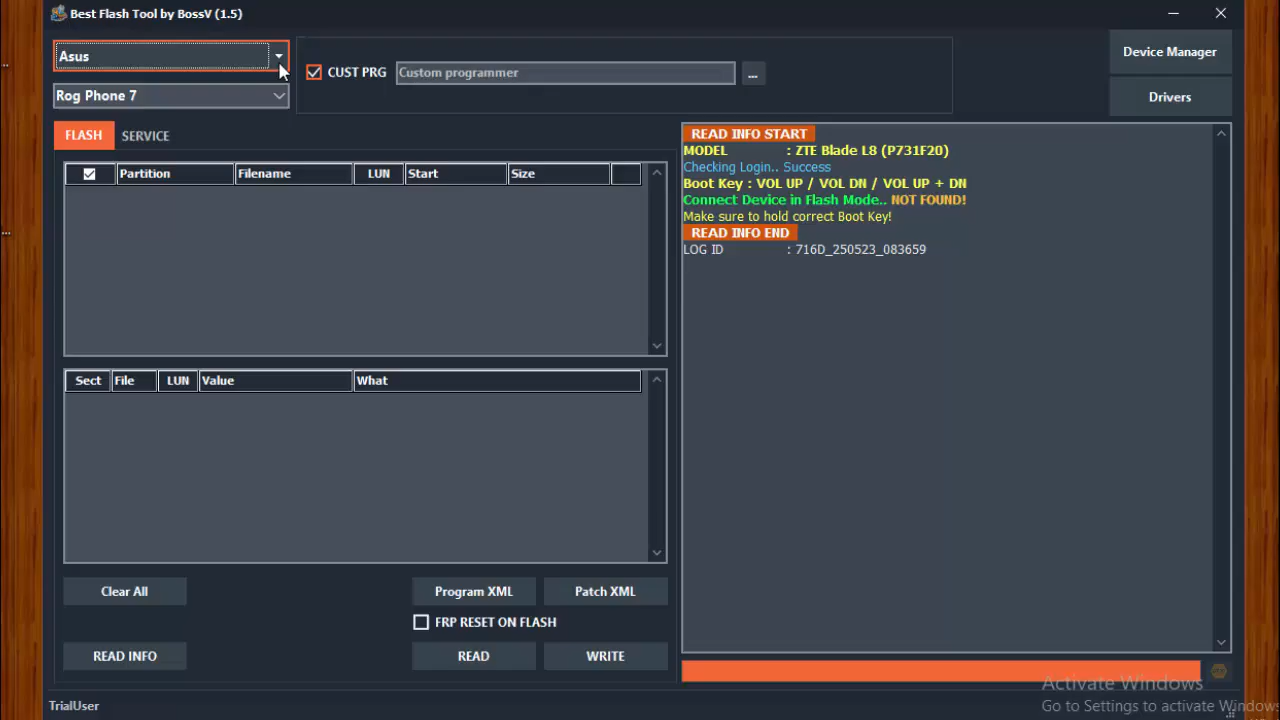 Best Flash Tool by BossV (1.5)
Asus
Rog Phone 7
CUST PRG
Custom programmer
...
Device Manager
Drivers
FLASH
SERVICE
Partition
Filename
LUN
Start
Size
Sect
File
LUN
Value
What
Clear All
Program XML
Patch XML
FRP RESET ON FLASH
READ INFO
READ
WRITE
READ INFO START
MODEL : ZTE Blade L8 (P731F20)
Checking Login.. Success
Boot Key : VOL UP / VOL DN / VOL UP + DN
Connect Device in Flash Mode.. NOT FOUND!
Make sure to hold correct Boot Key!
READ INFO END
LOG ID : 716D_250523_083659
Activate Windows
Go to Settings to activate Windows
TrialUser